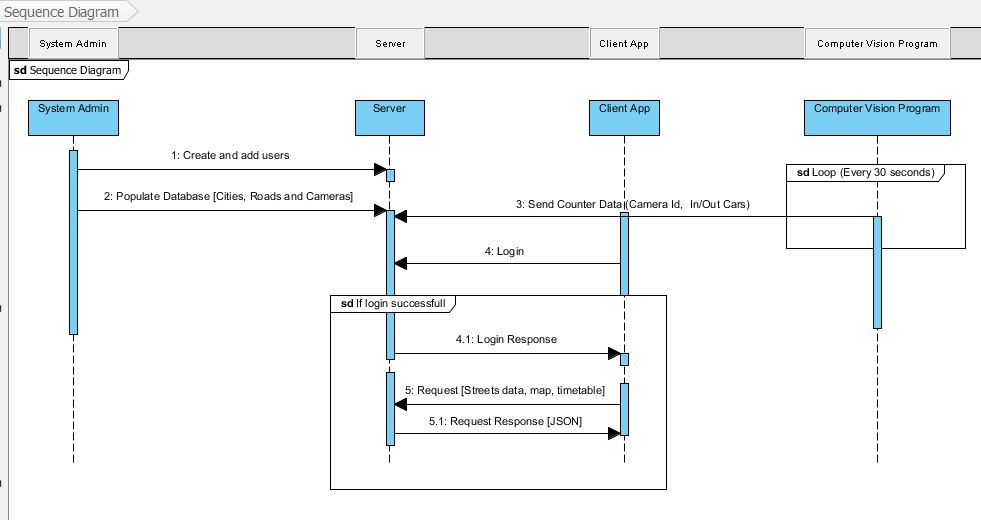 Sequence Diagram
System Admin
Server
Client App
Computer Vision Program
sd Sequence Diagram
System Admin
Server
Client App
Computer Vision Program
1: Create and add users
sd Loop (Every 30 seconds)
2: Populate Database [Cities, Roads and Cameras]
3: Send Counter Data (Camera Id, In/Out Cars)
4: Login
sd If login successfull
4.1: Login Response
5: Request [Streets data, map, timetable]
5.1: Request Response [JSON]